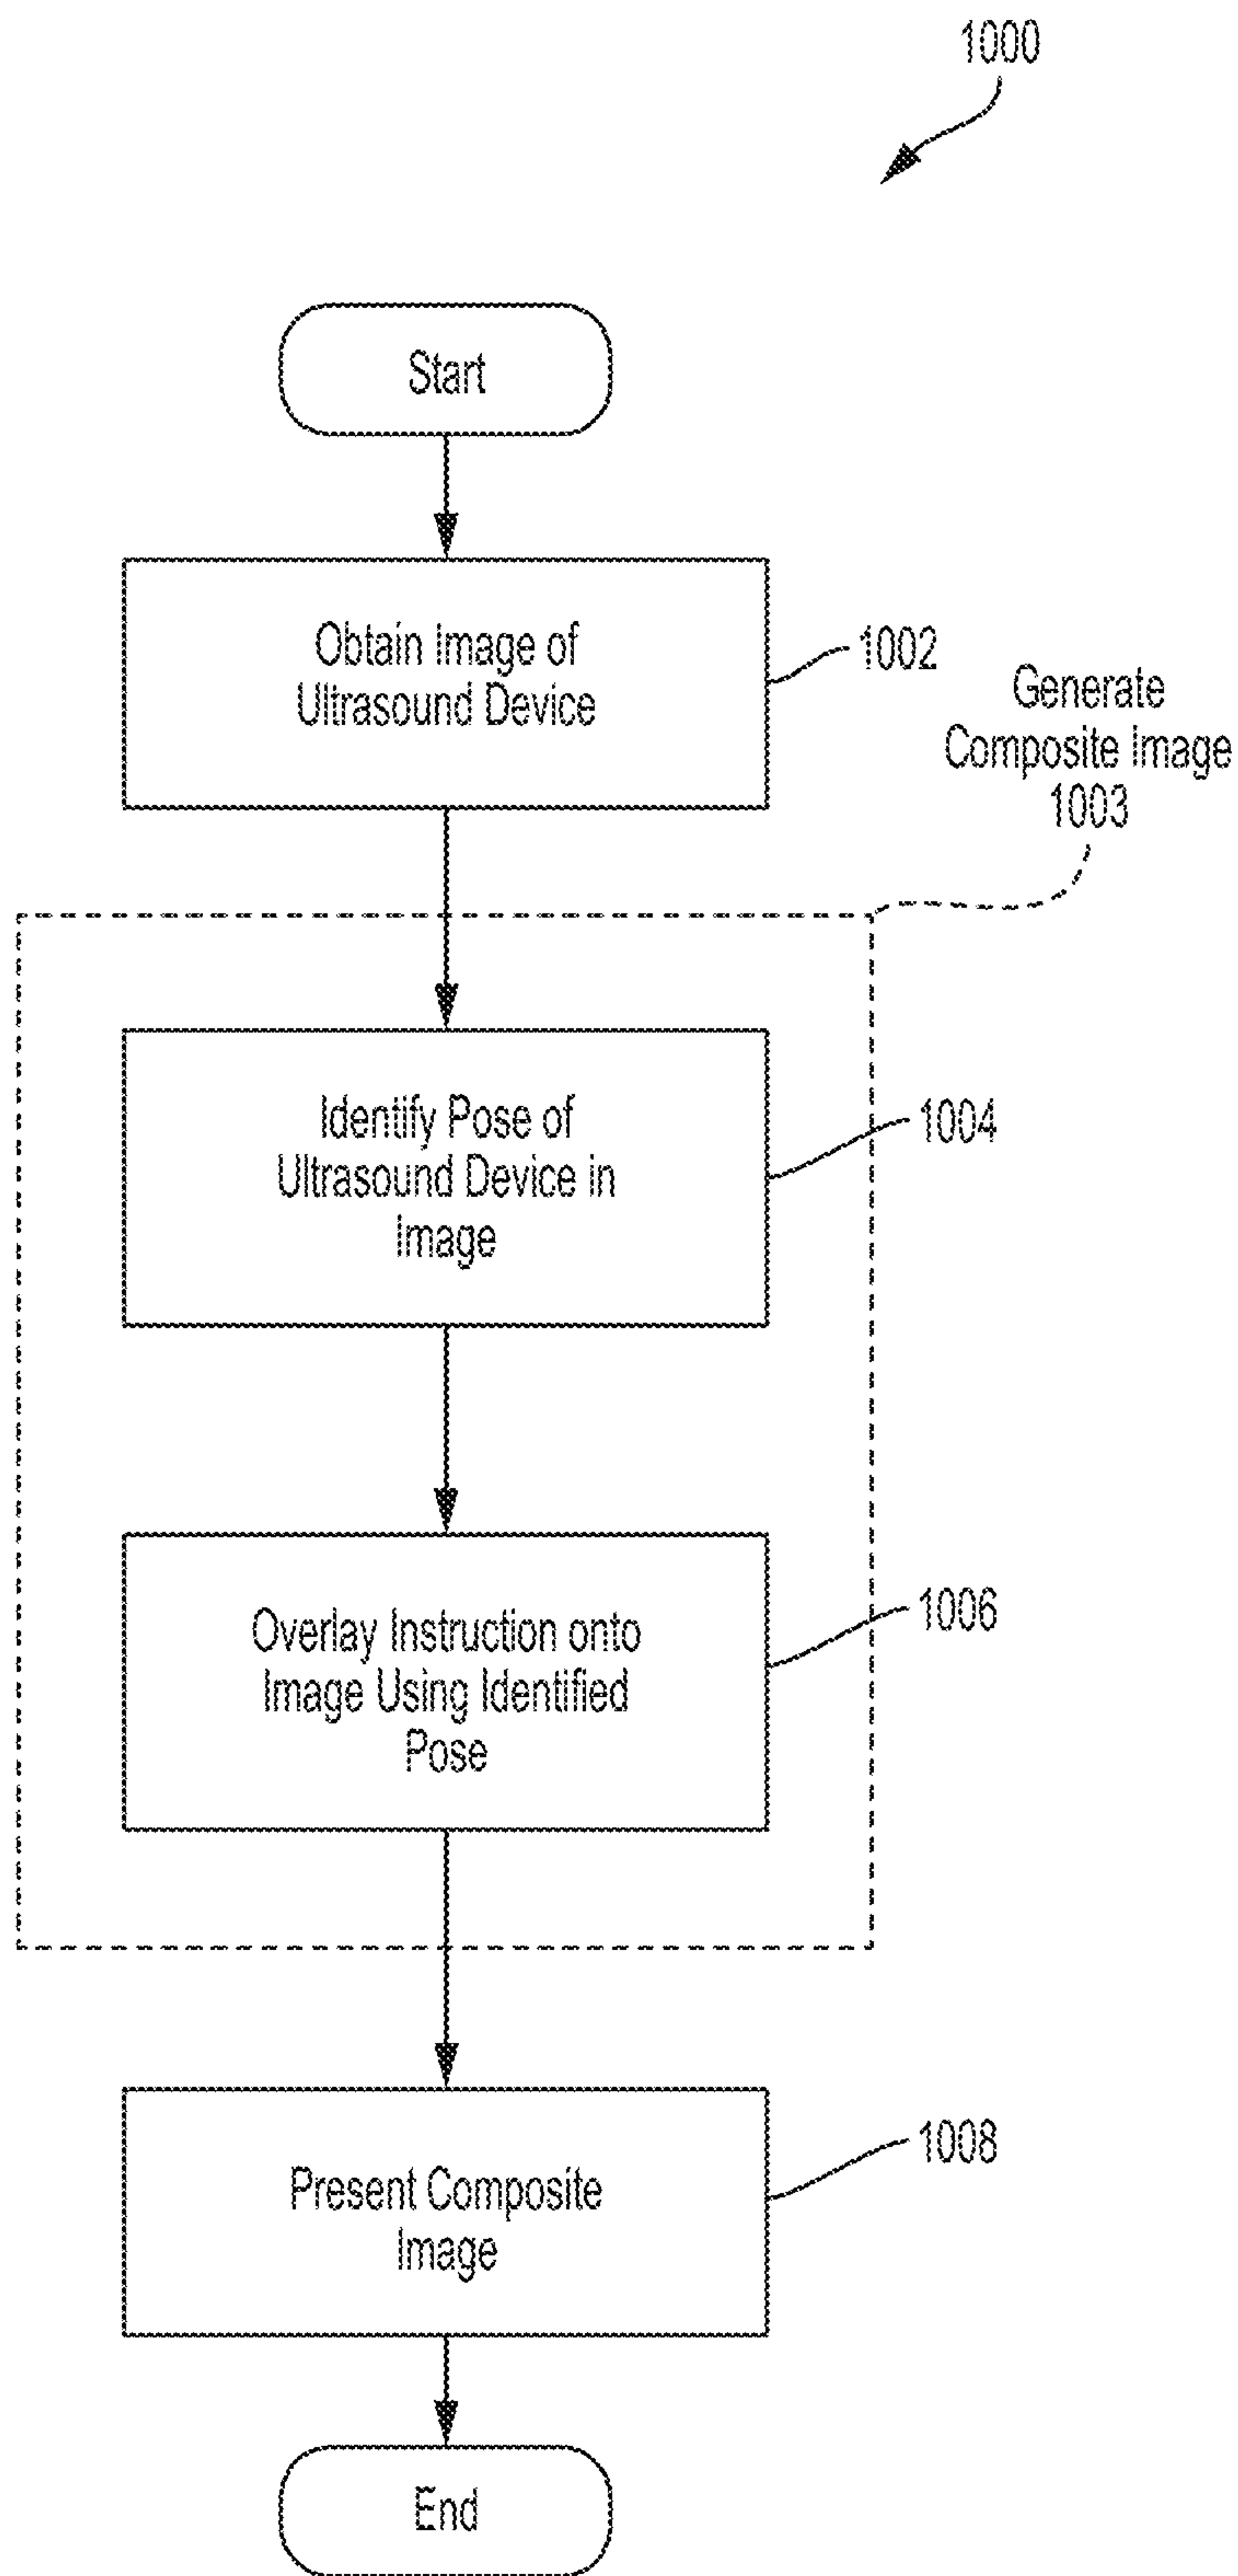 1000
Start
Obtain Image of
Ultrasound Device
1002
Generate
Composite Image
1003
Identify Pose of
Ultrasound Device in
Image
1004
Overlay Instruction onto
Image Using Identified
Pose
1006
Present Composite
Image
1008
End